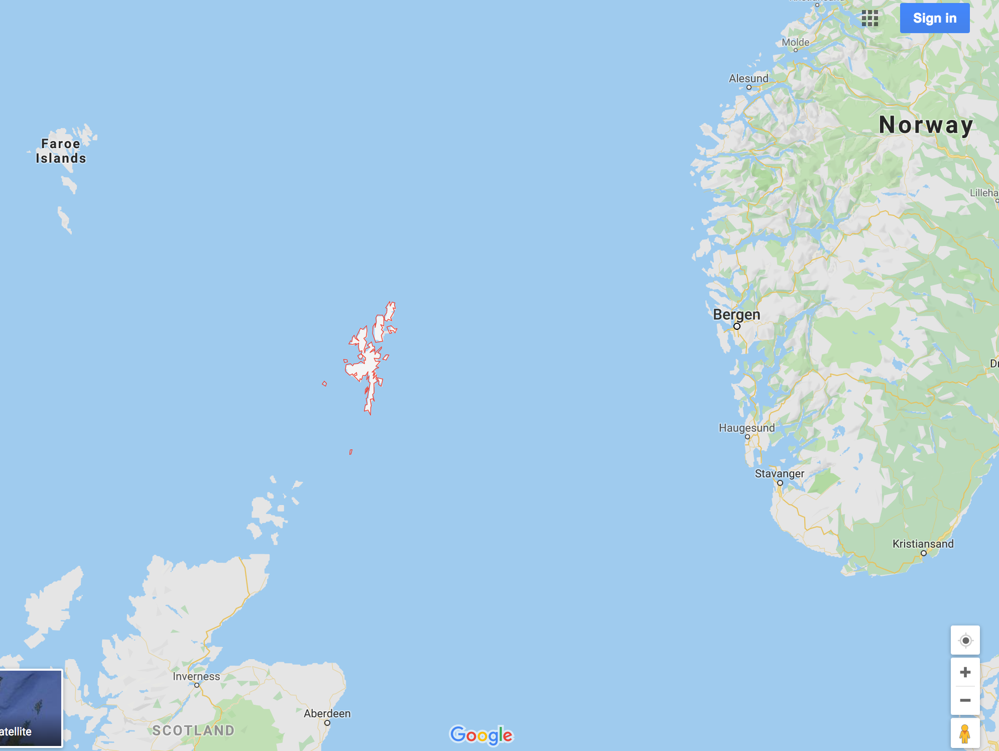 Sign in
Molde
Alesund
Norway
Faroe
Islands
Lilleha
Bergen
Dr
Haugesund
Stavanger
Kristiansand
Inverness
Aberdeen
SCOTLAND
atellite
Google